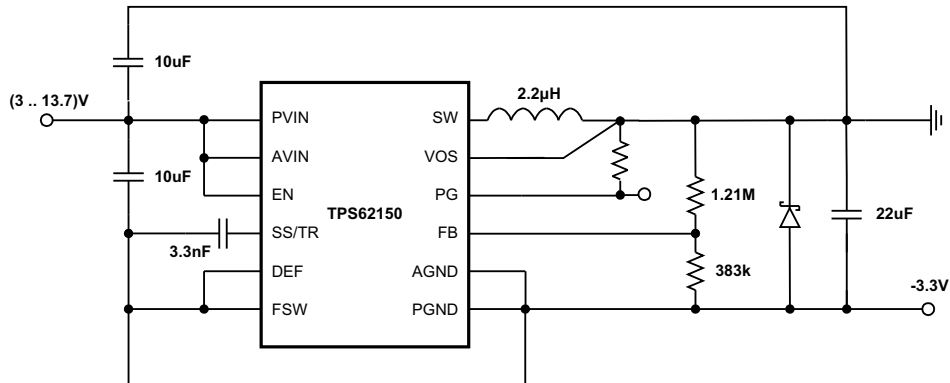 10uF
(3 .. 13.7)V
10uF
3.3nF
PVIN
AVIN
EN
SS/TR
DEF
FSW
TPS62150
SW
VOS
PG
FB
AGND
PGND
2.2µH
1.21M
383k
22uF
-3.3V